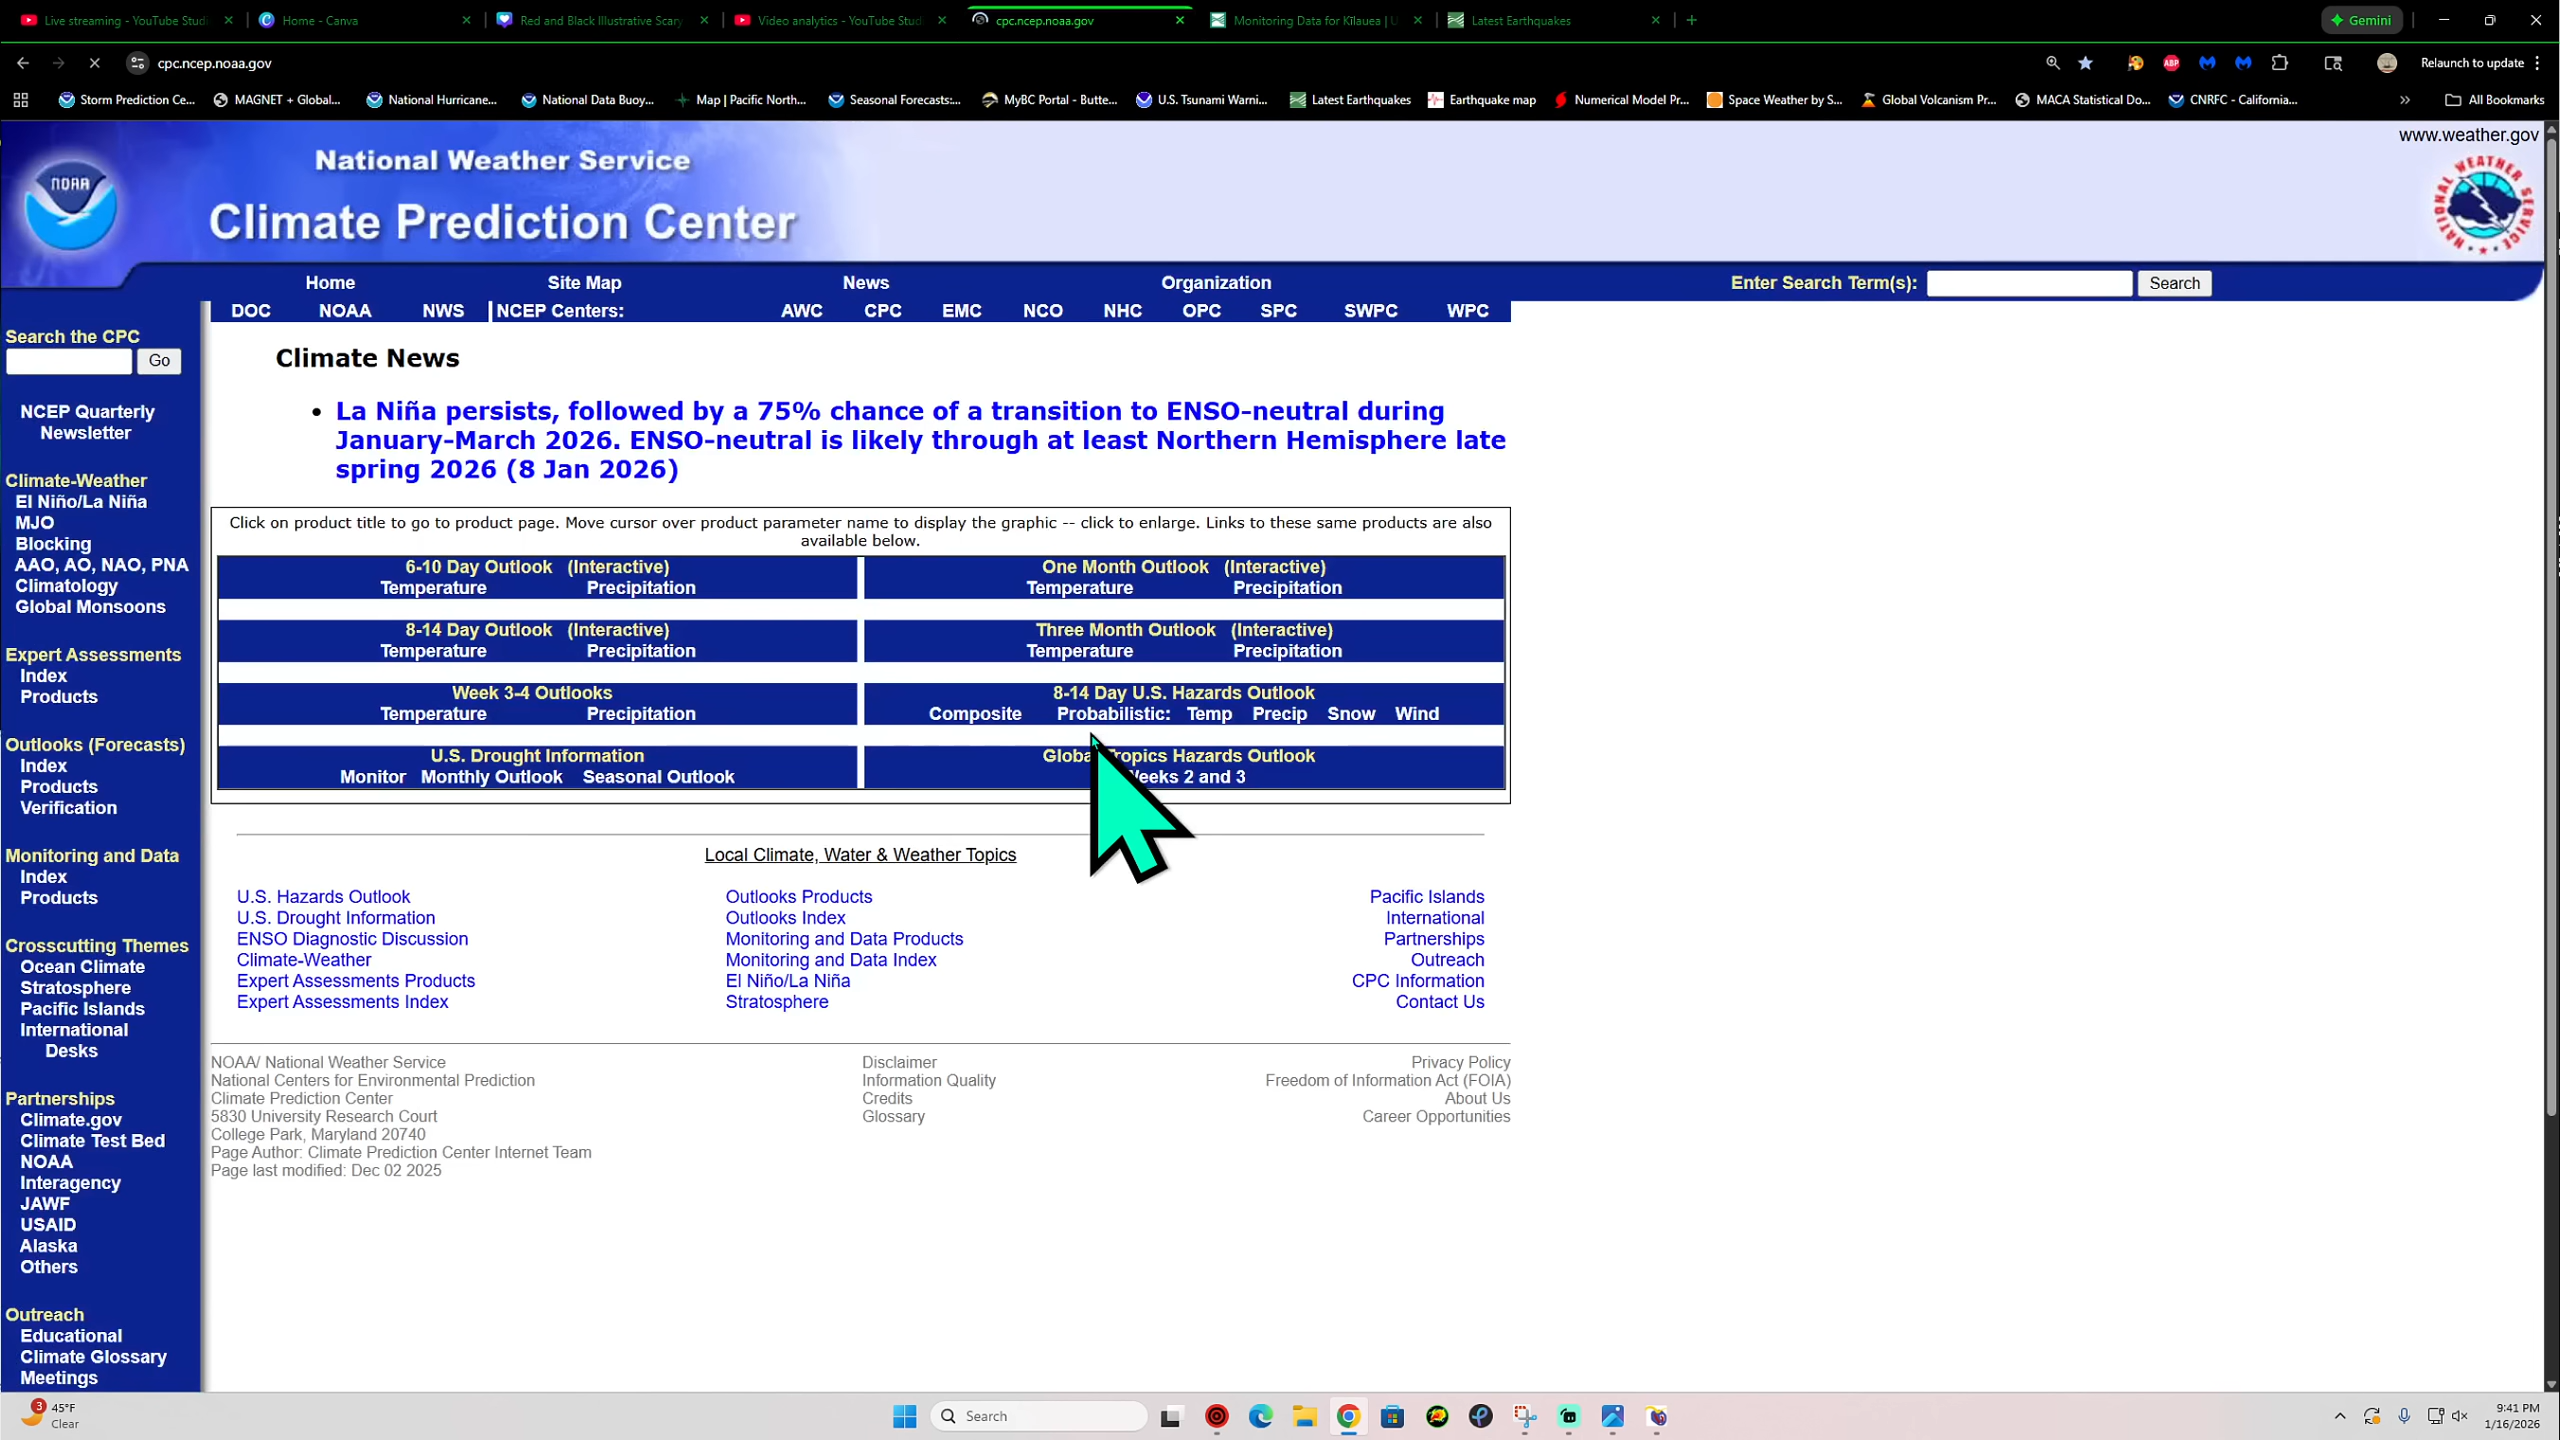 Live streaming - YouTube Studi
Home - Canva
Red and Black Illustrative Scary
Video analytics - YouTube Stud
cpc.ncep.noaa.gov
Monitoring Data for Kīlauea | U
Latest Earthquakes
Gemini
cpc.ncep.noaa.gov
ABP
Relaunch to update
Storm Prediction Ce...
MAGNET + Global...
National Hurricane...
National Data Buoy...
Map | Pacific North...
Seasonal Forecasts:...
MyBC Portal - Butte...
U.S. Tsunami Warni...
Latest Earthquakes
Earthquake map
Numerical Model Pr...
Space Weather by S...
Global Volcanism Pr...
MACA Statistical Do...
CNRFC - California...
All Bookmarks
www.weather.gov
NOAA
National Weather Service
Climate Prediction Center
NATIONAL WEATHER SERVICE
Home Site Map News Organization
Enter Search Term(s): Search
DOC NOAA NWS NCEP Centers: AWC CPC EMC NCO NHC OPC SPC SWPC WPC
Search the CPC
Go
NCEP Quarterly
Newsletter
Climate-Weather
El Niño/La Niña
MJO
Blocking
AAO, AO, NAO, PNA
Climatology
Global Monsoons
Expert Assessments
Index
Products
Outlooks (Forecasts)
Index
Products
Verification
Monitoring and Data
Index
Products
Crosscutting Themes
Ocean Climate
Stratosphere
Pacific Islands
International
Desks
Partnerships
Climate.gov
Climate Test Bed
NOAA
Interagency
JAWF
USAID
Alaska
Others
Outreach
Educational
Climate Glossary
Meetings
Climate News
• La Niña persists, followed by a 75% chance of a transition to ENSO-neutral during
January-March 2026. ENSO-neutral is likely through at least Northern Hemisphere late
spring 2026 (8 Jan 2026)
Click on product title to go to product page. Move cursor over product parameter name to display the graphic -- click to enlarge. Links to these same products are also
available below.
6-10 Day Outlook (Interactive)
Temperature Precipitation
One Month Outlook (Interactive)
Temperature Precipitation
8-14 Day Outlook (Interactive)
Temperature Precipitation
Three Month Outlook (Interactive)
Temperature Precipitation
Week 3-4 Outlooks
Temperature Precipitation
8-14 Day U.S. Hazards Outlook
Composite Probabilistic: Temp Precip Snow Wind
U.S. Drought Information
Monitor Monthly Outlook Seasonal Outlook
Hazards Outlook
2 and 3
Local Climate, Water & Weather Topics
U.S. Hazards Outlook
U.S. Drought Information
ENSO Diagnostic Discussion
Climate-Weather
Expert Assessments Products
Expert Assessments Index
Outlooks Products
Outlooks Index
Monitoring and Data Products
Monitoring and Data Index
El Niño/La Niña
Stratosphere
Pacific Islands
International
Partnerships
Outreach
CPC Information
Contact Us
NOAA/ National Weather Service
National Centers for Environmental Prediction
Climate Prediction Center
5830 University Research Court
College Park, Maryland 20740
Page Author: Climate Prediction Center Internet Team
Page last modified: Dec 02 2025
Disclaimer
Information Quality
Credits
Glossary
Privacy Policy
Freedom of Information Act (FOIA)
About Us
Career Opportunities
3
45°F
Clear
Search
9:41 PM
1/16/2026